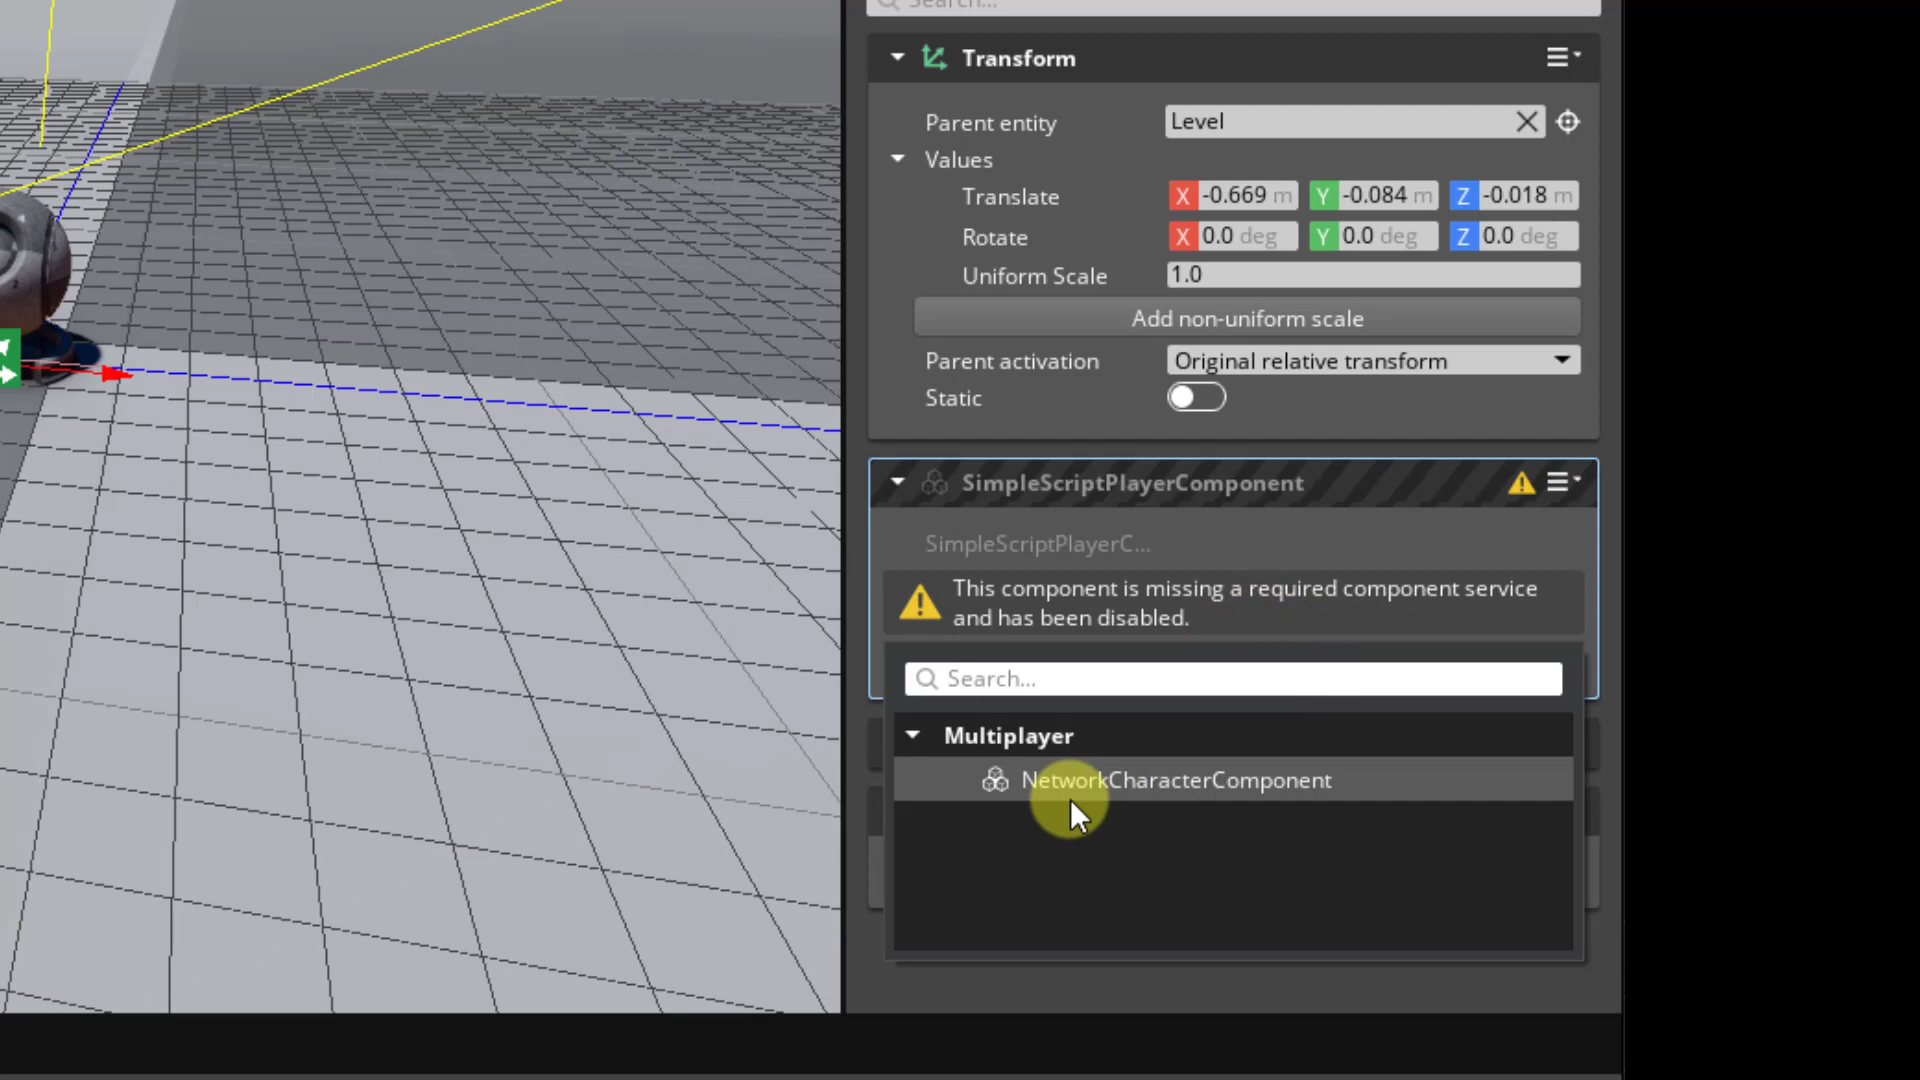 Search...
Transform
Parent entity Level
Values
Translate X -0.669 m Y -0.084 m Z -0.018 m
Rotate X 0.0 deg Y 0.0 deg Z 0.0 deg
Uniform Scale 1.0
Add non-uniform scale
Parent activation Original relative transform
Static
SimpleScriptPlayerComponent
SimpleScriptPlayerC...
This component is missing a required component service
and has been disabled.
Search...
Multiplayer
NetworkCharacterComponent